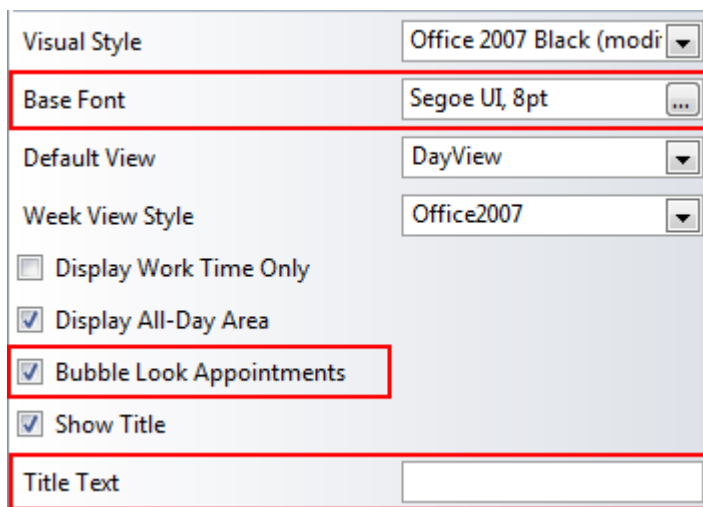 Visual Style Office 2007 Black (modi
Base Font Segoe UI, 8pt ...
Default View DayView
Week View Style Office2007
Display Work Time Only
Display All-Day Area
Bubble Look Appointments
Show Title
Title Text